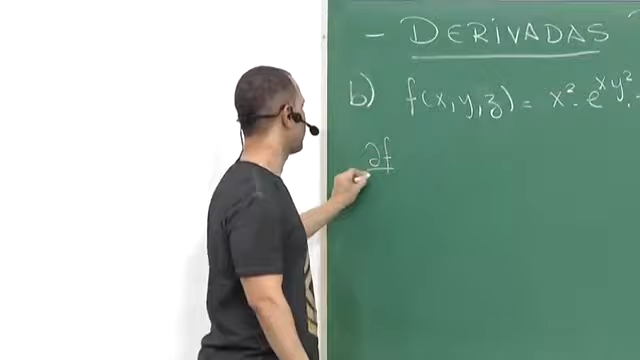 - DERIVADAS
b) f(x,y,z) = x². e^xy².
∂f